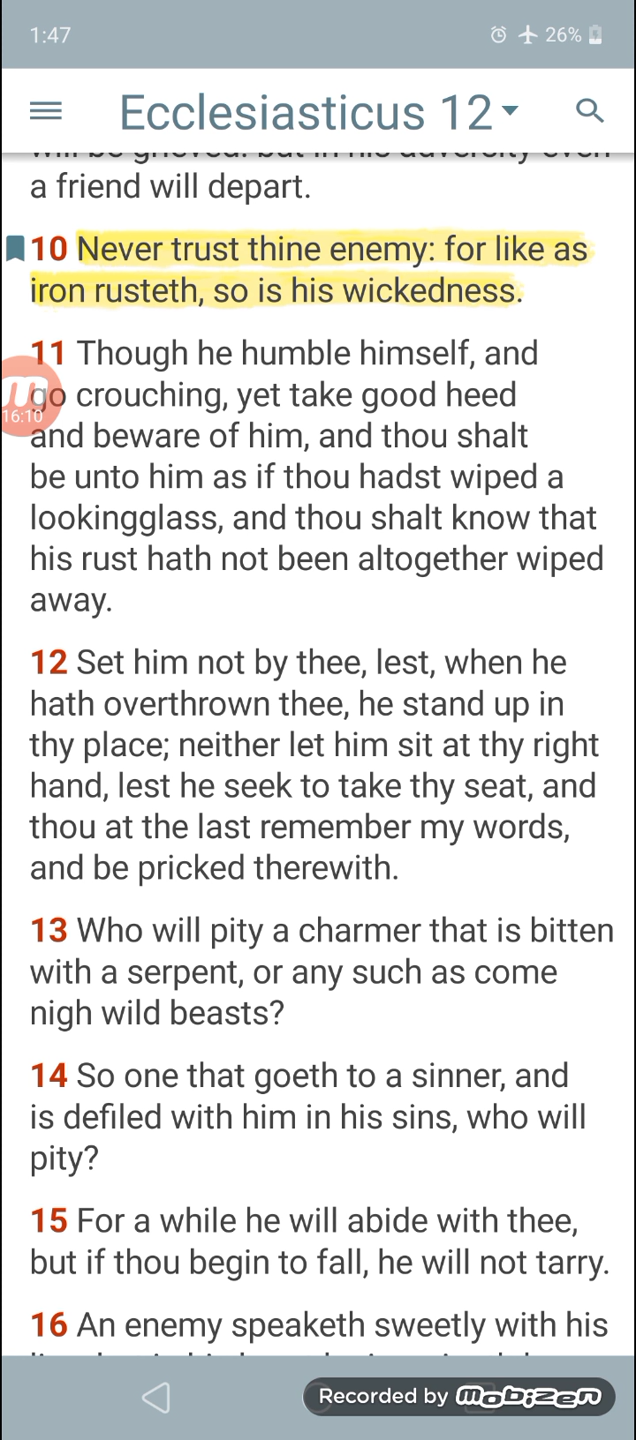 1:47
26%
Ecclesiasticus 12
will be grieved: but in his adversity even
a friend will depart.
10 Never trust thine enemy: for like as
iron rusteth, so is his wickedness.
11 Though he humble himself, and
go crouching, yet take good heed
16:10
and beware of him, and thou shalt
be unto him as if thou hadst wiped a
lookingglass, and thou shalt know that
his rust hath not been altogether wiped
away.
12 Set him not by thee, lest, when he
hath overthrown thee, he stand up in
thy place; neither let him sit at thy right
hand, lest he seek to take thy seat, and
thou at the last remember my words,
and be pricked therewith.
13 Who will pity a charmer that is bitten
with a serpent, or any such as come
nigh wild beasts?
14 So one that goeth to a sinner, and
is defiled with him in his sins, who will
pity?
15 For a while he will abide with thee,
but if thou begin to fall, he will not tarry.
16 An enemy speaketh sweetly with his
Recorded by mobizen